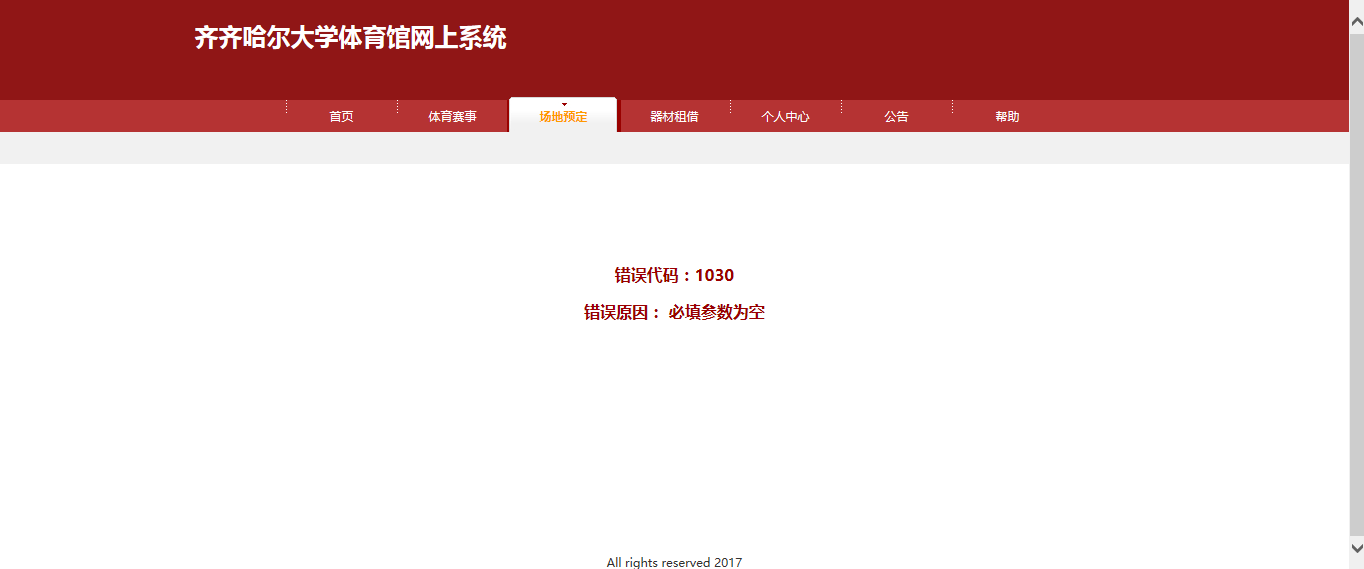 齐齐哈尔大学体育馆网上系统
首页 体育赛事 场地预定 器材租借 个人中心 公告 帮助
错误代码：1030
错误原因： 必填参数为空
All rights reserved 2017